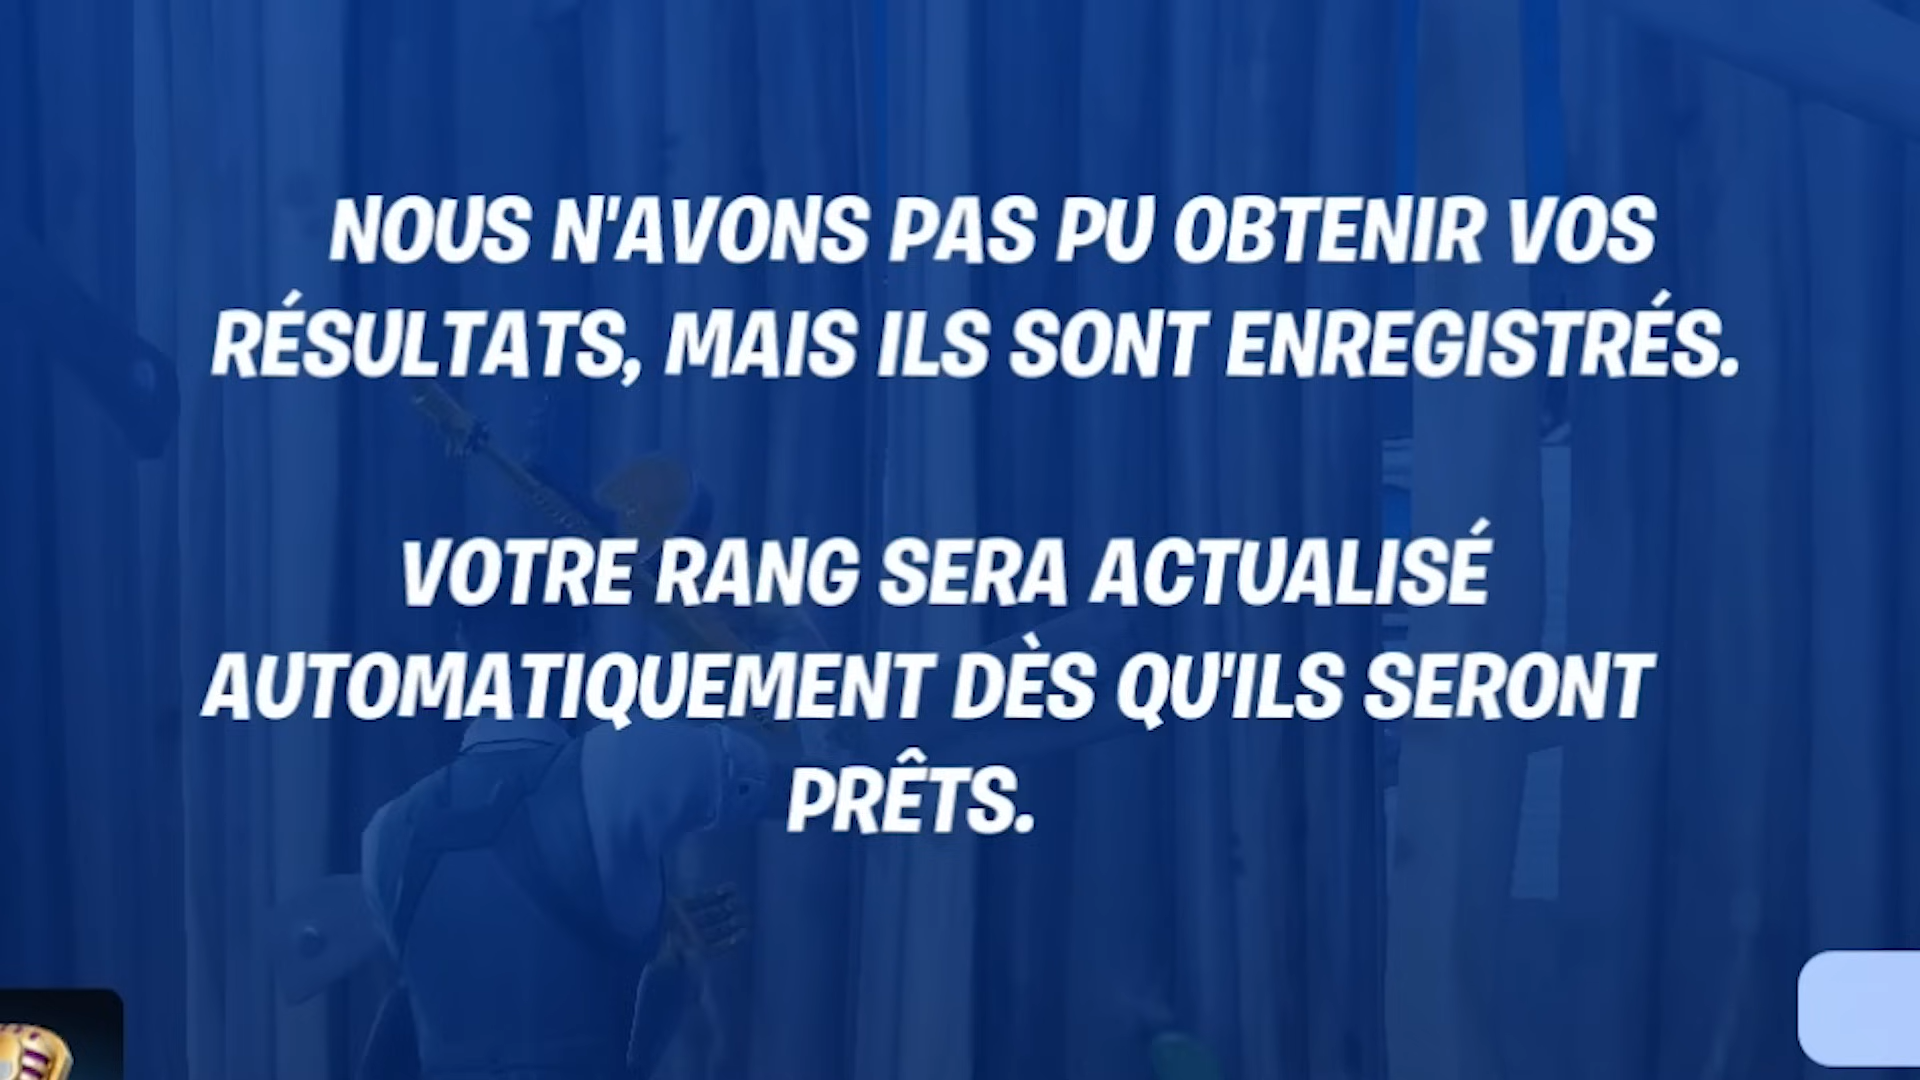 NOUS N'AVONS PAS PU OBTENIR VOS
RÉSULTATS, MAIS ILS SONT ENREGISTRÉS.
VOTRE RANG SERA ACTUALISÉ
AUTOMATIQUEMENT DÈS QU'ILS SERONT
PRÊTS.